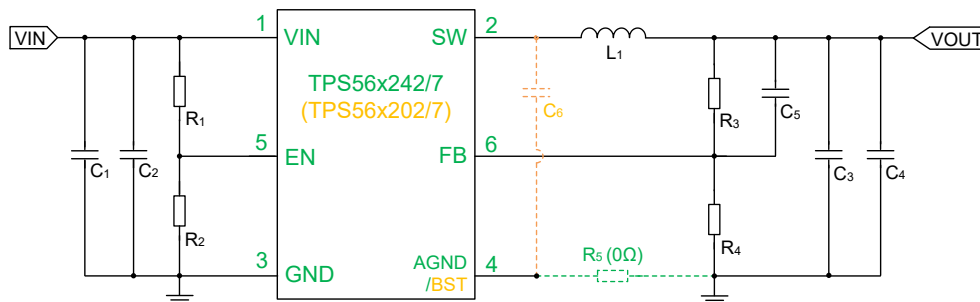 VIN
1
VIN
SW
2
L1
VOUT
TPS56x242/7
(TPS56x202/7)
R1
C6
R3
C5
5
EN
FB
6
C1
C2
C3
C4
R2
R4
3
GND
AGND
/BST
4
R5 (0Ω)